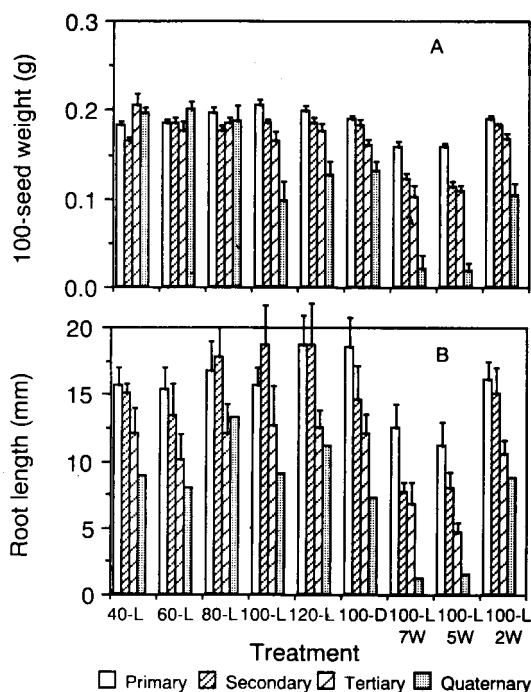 0.3
A
0.2
0.1
0.0
100-seed weight (g)
20
B
15
10
5
0
Root length (mm)
40-L 60-L 80-L 100-L 120-L 100-D 100-L 100-L 100-L
7W 5W 2W
Treatment
Primary Secondary Tertiary Quaternary